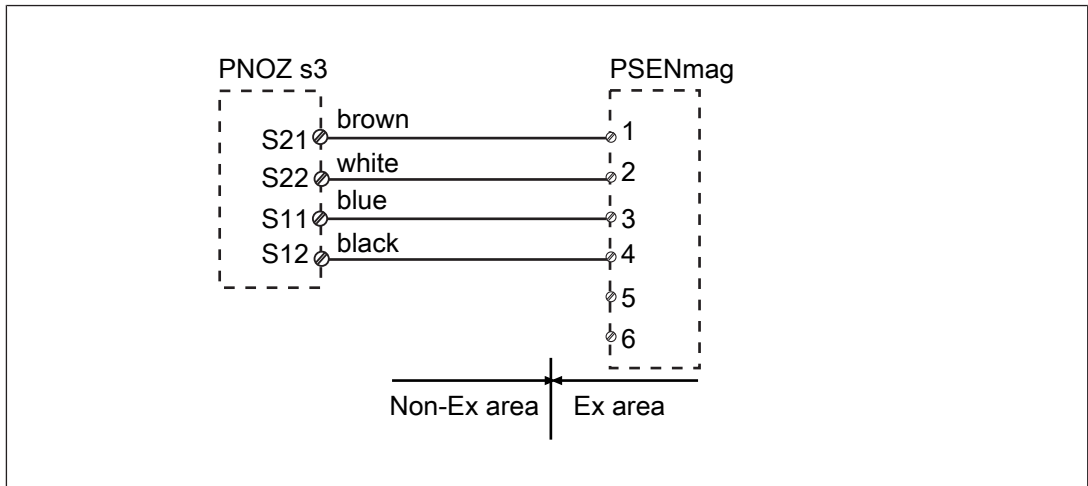 PNOZ s3 PSENmag
S21 brown 1
S22 white 2
S11 blue 3
S12 black 4
5
6
Non-Ex area Ex area